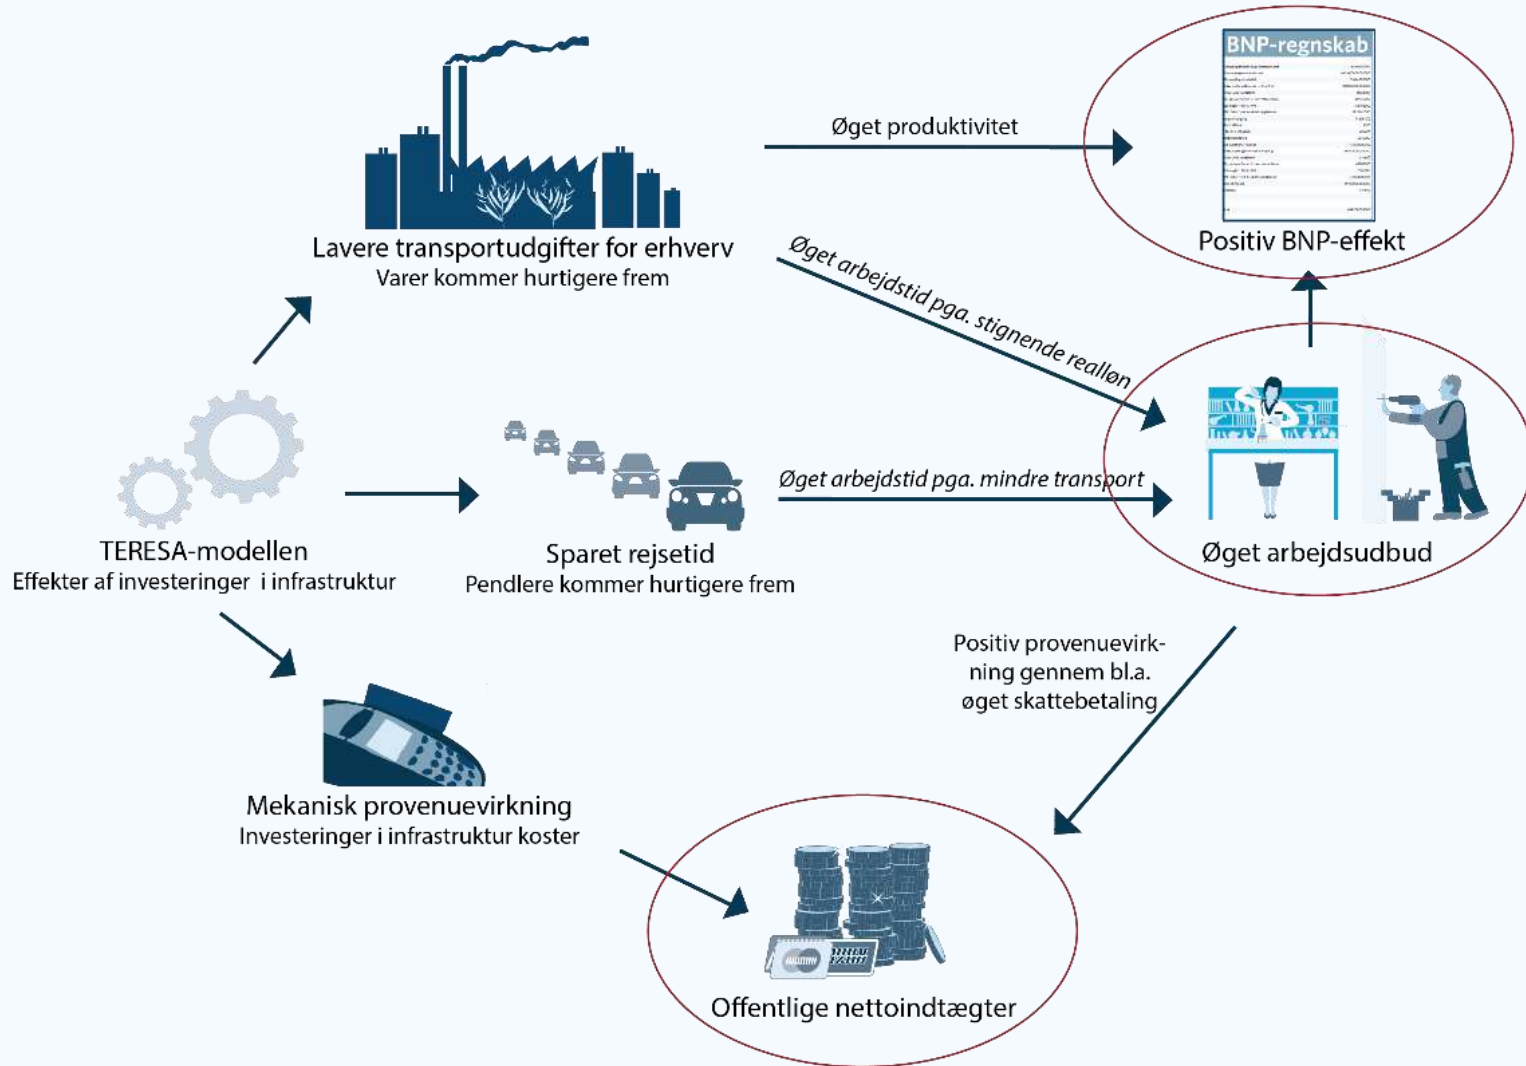 BNP-regnskab
Positiv BNP-effekt
Øget produktivitet
Lavere transportudgifter for erhverv
Varer kommer hurtigere frem
Øget arbejdstid pga. stignende realløn
TERESA-modellen
Effekter af investeringer i infrastruktur
Sparet rejsetid
Pendlere kommer hurtigere frem
Øget arbejdstid pga. mindre transport
Øget arbejdsudbud
Positiv provenuevirk-
ning gennem bl.a.
øget skattebetaling
Mekanisk provenuevirkning
Investeringer i infrastruktur koster
Offentlige nettoindtægter